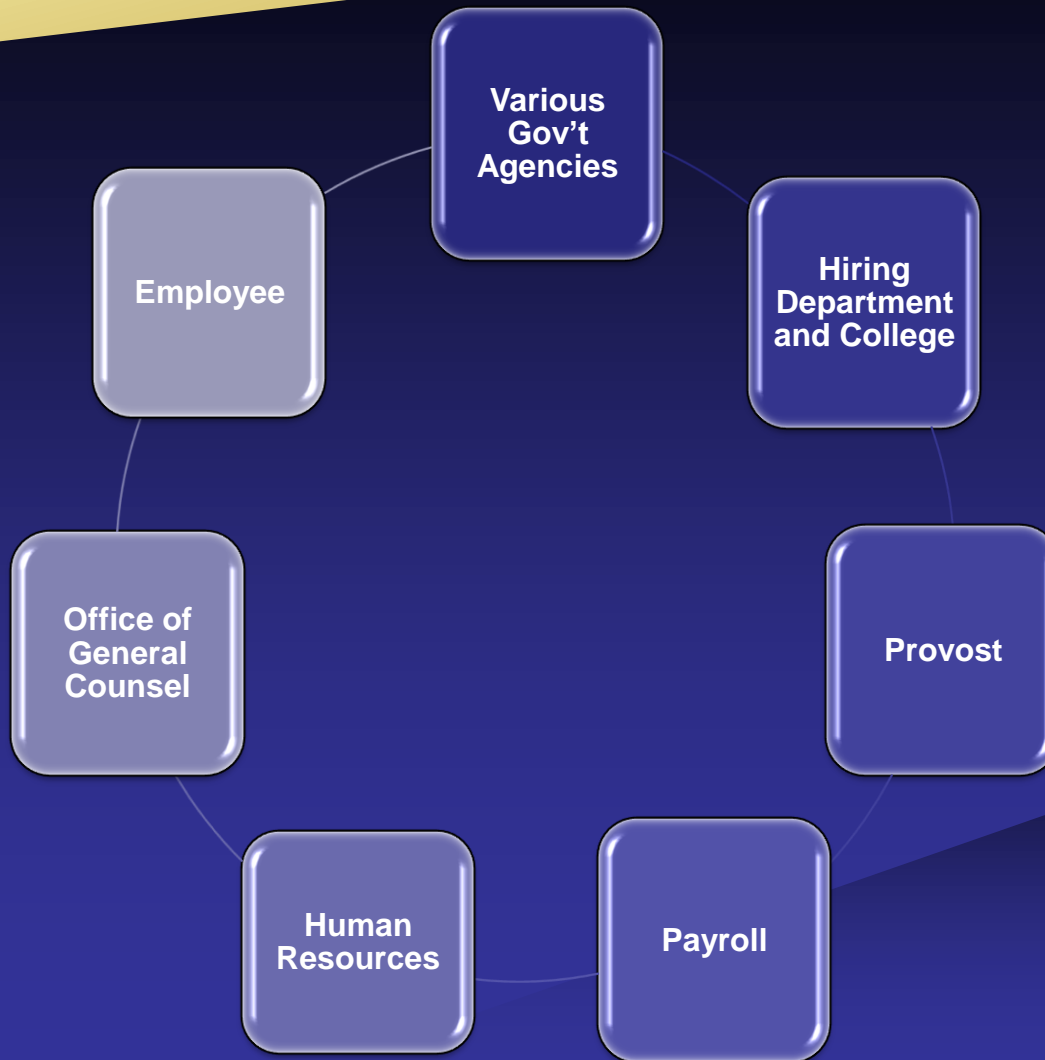 Various
Gov’t
Agencies
Hiring
Department
and College
Employee
Provost
Office of
General
Counsel
Human
Resources
Payroll